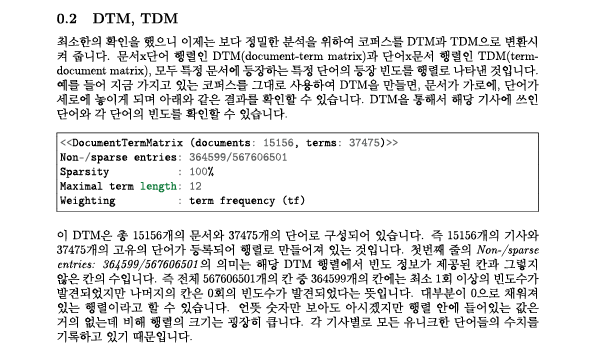 0.2 DTM, TDM
최소한의 확인을 했으니 이제는 보다 정밀한 분석을 위하여 코퍼스를 DTM과 TDM으로 변환시
켜 줍니다. 문서x단어 행렬인 DTM(document-term matrix)과 단어x문서 행렬인 TDM(term-
document matrix), 모두 특정 문서에 등장하는 특정 단어의 등장 빈도를 행렬로 나타낸 것입니다.
예를 들어 지금 가지고 있는 코퍼스를 그대로 사용하여 DTM을 만들면, 문서가 가로에, 단어가
세로에 놓이게 되며 아래와 같은 결과를 확인할 수 있습니다. DTM을 통해서 해당 기사에 쓰인
단어와 각 단어의 빈도를 확인할 수 있습니다.
<<DocumentTermMatrix (documents: 15156, terms: 37475)>>
Non-/sparse entries: 364599/567606501
Sparsity : 100%
Maximal term length: 12
Weighting : term frequency (tf)
이 DTM은 총 15156개의 문서와 37475개의 단어로 구성되어 있습니다. 즉 15156개의 기사와
37475개의 고유의 단어가 등록되어 행렬로 만들어져 있는 것입니다. 첫번째 줄의 Non-/sparse
entries: 364599/567606501의 의미는 해당 DTM 행렬에서 빈도 정보가 제공된 칸과 그렇지
않은 칸의 수입니다. 즉 전체 567606501개의 칸 중 364599개의 칸에는 최소 1회 이상의 빈도수가
발견되었지만 나머지의 칸은 0회의 빈도수가 발견되었다는 뜻입니다. 대부분이 0으로 채워져
있는 행렬이라고 할 수 있습니다. 언뜻 숫자만 보아도 아시겠지만 행렬 안에 들어있는 값은
거의 없는데 비해 행렬의 크기는 굉장히 큽니다. 각 기사별로 모든 유니크한 단어들의 수치를
기록하고 있기 때문입니다.